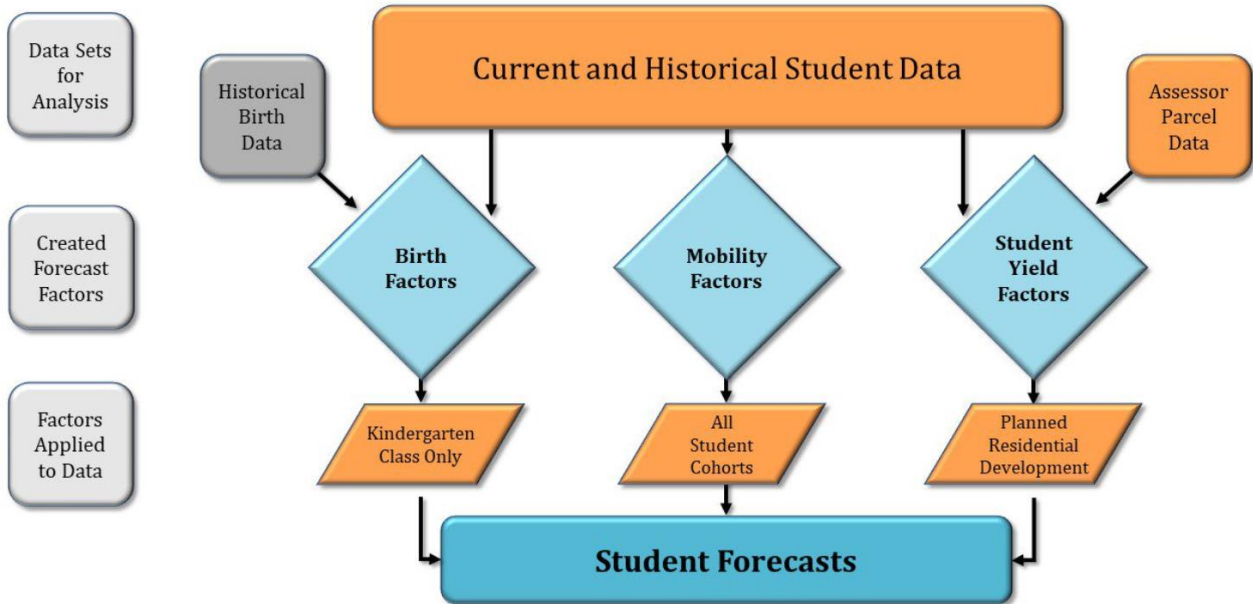 Data Sets
for
Analysis
Historical
Birth
Data
Current and Historical Student Data
Assessor
Parcel
Data
Created
Forecast
Factors
Birth
Factors
Mobility
Factors
Student
Yield
Factors
Factors
Applied
to Data
Kindergarten
Class Only
All
Student
Cohorts
Planned
Residential
Development
Student Forecasts